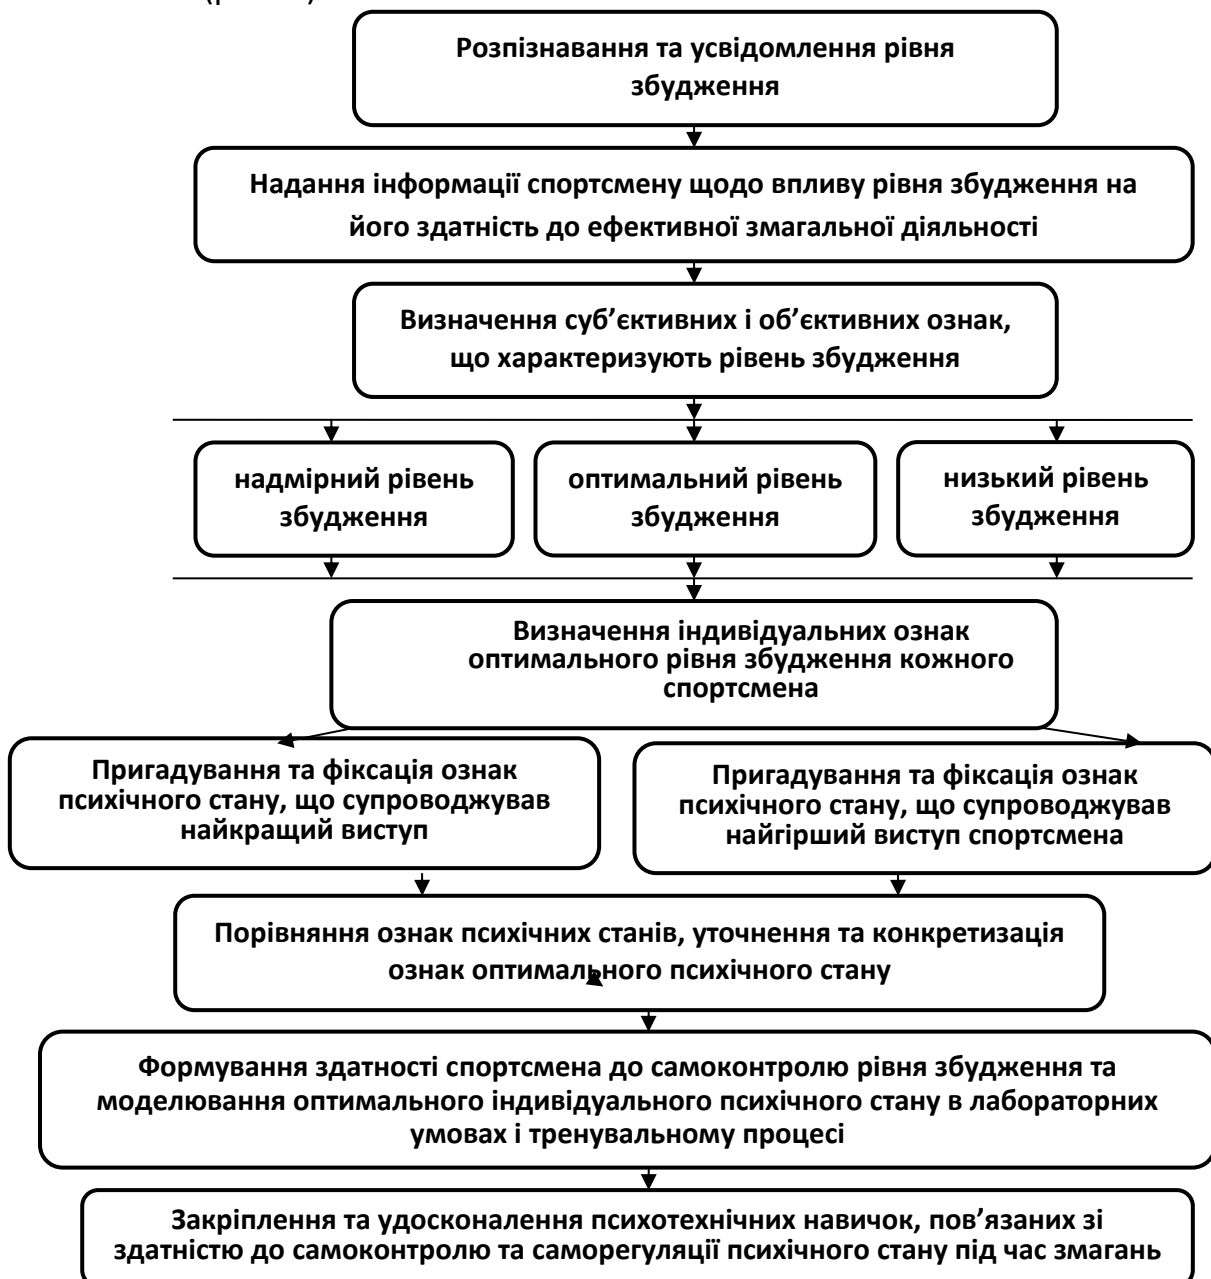 Розпізнавання та усвідомлення рівня
збудження
Надання інформації спортсмену щодо впливу рівня збудження на
його здатність до ефективної змагальної діяльності
Визначення суб’єктивних і об’єктивних ознак,
що характеризують рівень збудження
надмірний рівень
збудження
оптимальний рівень
збудження
низький рівень
збудження
Визначення індивідуальних ознак
оптимального рівня збудження кожного
спортсмена
Пригадування та фіксація ознак
психічного стану, що супроводжував
найкращий виступ
Пригадування та фіксація ознак
психічного стану, що супроводжував
найгірший виступ спортсмена
Порівняння ознак психічних станів, уточнення та конкретизація
ознак оптимального психічного стану
Формування здатності спортсмена до самоконтролю рівня збудження та
моделювання оптимального індивідуального психічного стану в лабораторних
умовах і тренувальному процесі
Закріплення та удосконалення психотехнічних навичок, пов’язаних зі
здатністю до самоконтролю та саморегуляції психічного стану під час змагань